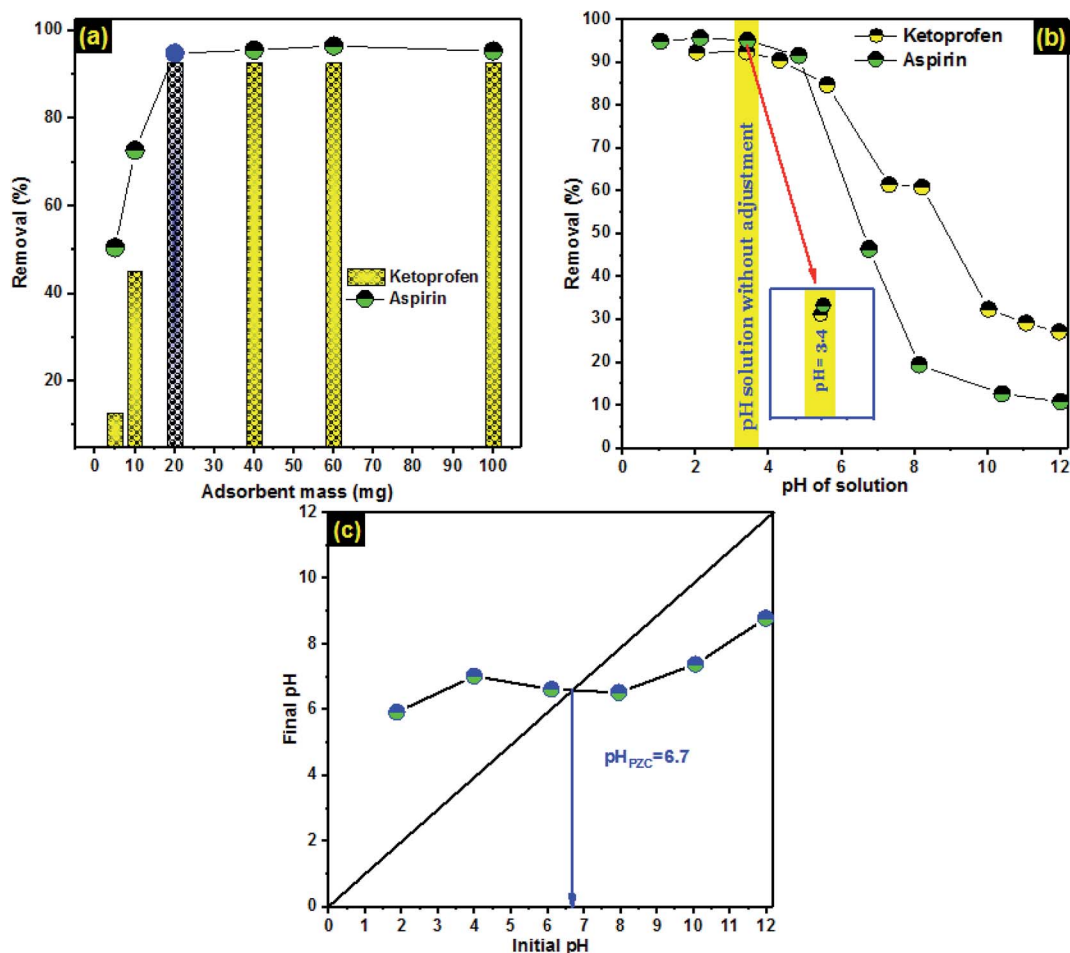 (a)
100
80
60
40
20
Removal (%)
Ketoprofen
Aspirin
0 10 20 30 40 50 60 70 80 90 100
Adsorbent mass (mg)
(b)
100
90
80
70
60
50
40
30
20
10
0
Removal (%)
Ketoprofen
Aspirin
pH solution without adjustment
pH= 3.4
0 2 4 6 8 10 12
pH of solution
(c)
12
10
8
6
4
2
0
Final pH
pHPZC=6.7
0 1 2 3 4 5 6 7 8 9 10 11 12
Initial pH